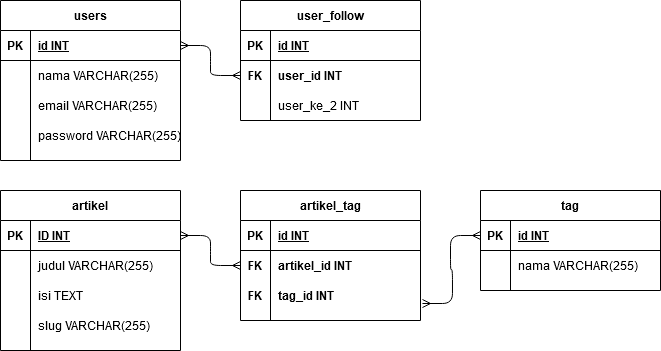 users
PK id INT
nama VARCHAR(255)
email VARCHAR(255)
password VARCHAR(255)
user_follow
PK id INT
FK user_id INT
user_ke_2 INT
artikel
PK ID INT
judul VARCHAR(255)
isi TEXT
slug VARCHAR(255)
artikel_tag
PK id INT
FK artikel_id INT
FK tag_id INT
tag
PK id INT
nama VARCHAR(255)